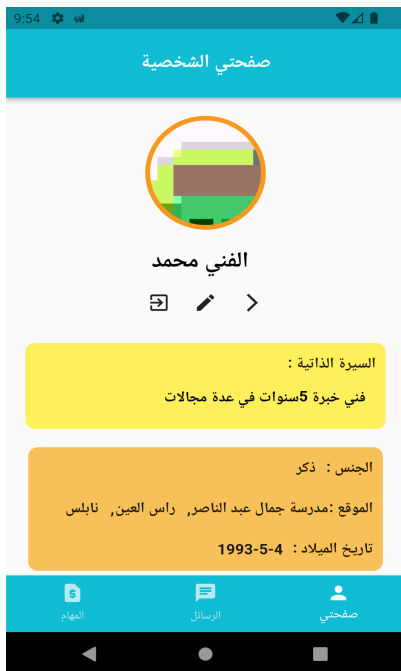 9:54
صفحتي الشخصية
الفني محمد
السيرة الذاتية :
فني خبرة 5سنوات في عدة مجالات
الجنس : ذكر
الموقع :مدرسة جمال عبد الناصر, راس العين, نابلس
تاريخ الميلاد : 4-5-1993
صفحتي
الرسائل
المهام